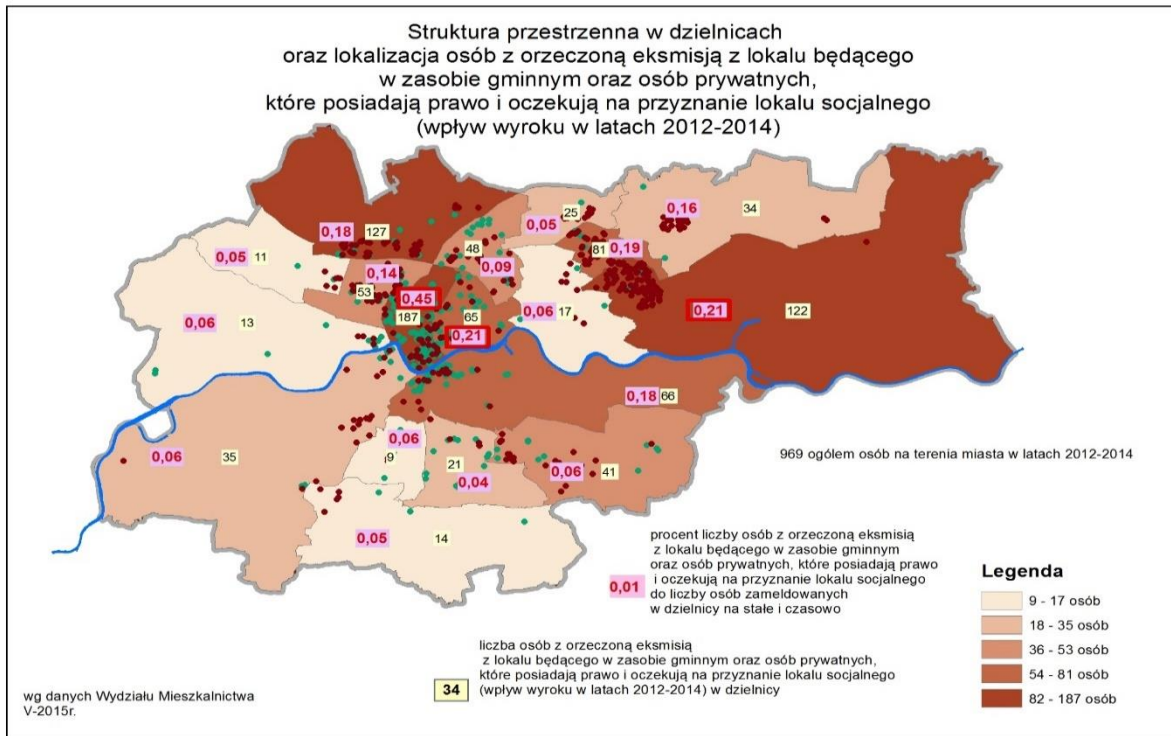 Struktura przestrzenna w dzielnicach
oraz lokalizacja osób z orzeczoną eksmisją z lokalu będącego
w zasobie gminnym oraz osób prywatnych,
które posiadają prawo i oczekują na przyznanie lokalu socjalnego
(wpływ wyroku w latach 2012-2014)
0,05 25
0,16 34
0,18 127
48
81 0,19
0,05 11
0,14
0,09
53
0,45
0,06 13
187
65
0,06 17
0,21 122
0,21
0,18 66
0,06
9
0,06 35
21
0,06 41
0,04
0,05 14
969 ogółem osób na terenia miasta w latach 2012-2014
procent liczby osób z orzeczoną eksmisją
z lokalu będącego w zasobie gminnym
oraz osób prywatnych, które posiadają prawo
i oczekują na przyznanie lokalu socjalnego
do liczby osób zameldowanych
w dzielnicy na stałe i czasowo
0,01
liczba osób z orzeczoną eksmisją
z lokalu będącego w zasobie gminnym oraz osób prywatnych,
które posiadają prawo i oczekują na przyznanie lokalu socjalnego
(wpływ wyroku w latach 2012-2014) w dzielnicy
34
Legenda
9 - 17 osób
18 - 35 osób
36 - 53 osób
54 - 81 osób
82 - 187 osób
wg danych Wydziału Mieszkalnictwa
V-2015r.